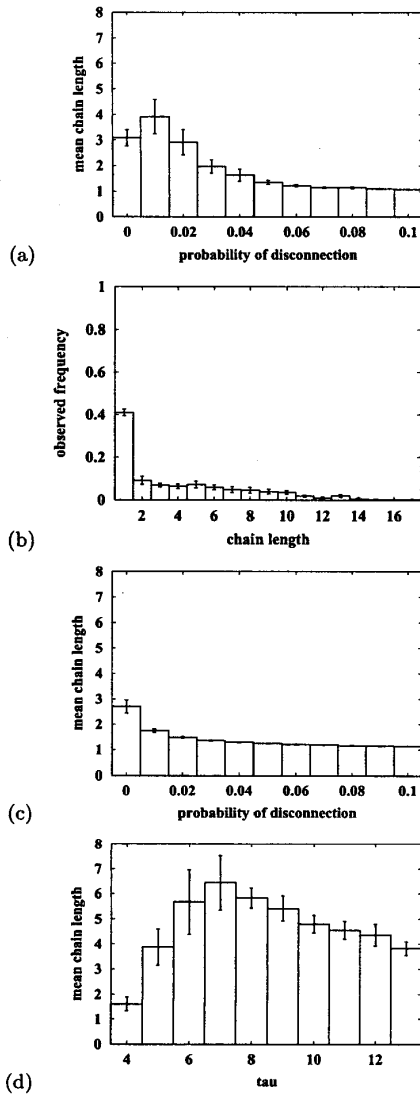 8
7
6
5
4
3
2
1
0
mean chain length
0 0.02 0.04 0.06 0.08 0.1
probability of disconnection
(a)
1
0.8
0.6
0.4
0.2
0
observed frequency
2 4 6 8 10 12 14 16
chain length
(b)
8
7
6
5
4
3
2
1
0
mean chain length
0 0.02 0.04 0.06 0.08 0.1
probability of disconnection
(c)
8
7
6
5
4
3
2
1
0
mean chain length
4 6 8 10 12
tau
(d)